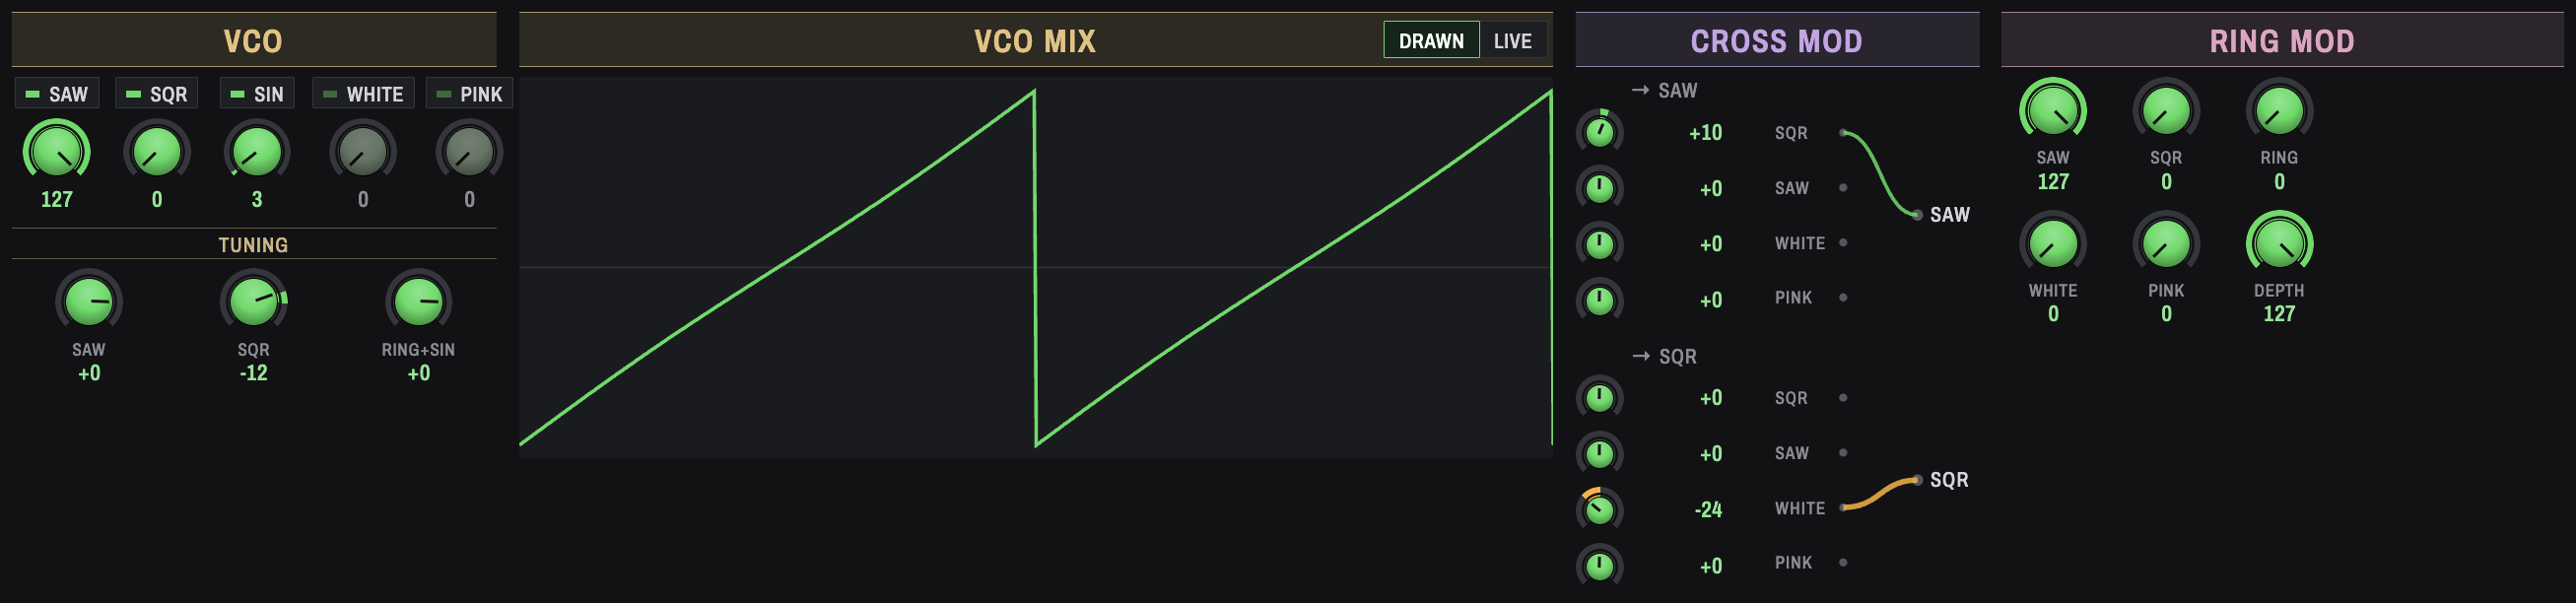 VCO
SAW SQR SIN WHITE PINK
127 0 3 0 0
TUNING
SAW SQR RING+SIN
+0 -12 +0
VCO MIX
DRAWN LIVE
CROSS MOD
→ SAW
+10 SQR
+0 SAW
SAW
+0 WHITE
+0 PINK
→ SQR
+0 SQR
+0 SAW
SQR
-24 WHITE
+0 PINK
RING MOD
SAW SQR RING
127 0 0
WHITE PINK DEPTH
0 0 127